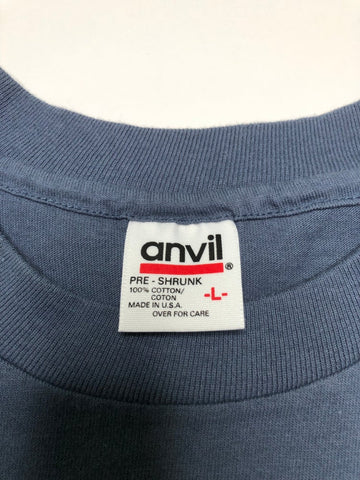 anvil®
PRE - SHRUNK
100% COTTON/
COTON -L-
MADE IN U.S.A.
OVER FOR CARE